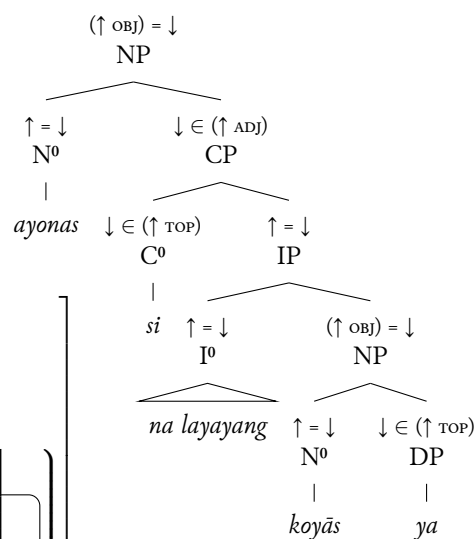 (↑ OBJ) = ↓
NP
↑ = ↓ ↓ ∈ (↑ ADJ)
N⁰ CP
ayonas ↓ ∈ (↑ TOP) ↑ = ↓
C⁰ IP
si ↑ = ↓ (↑ OBJ) = ↓
I⁰ NP
na layayang ↑ = ↓ ↓ ∈ (↑ TOP)
N⁰ DP
koyās ya